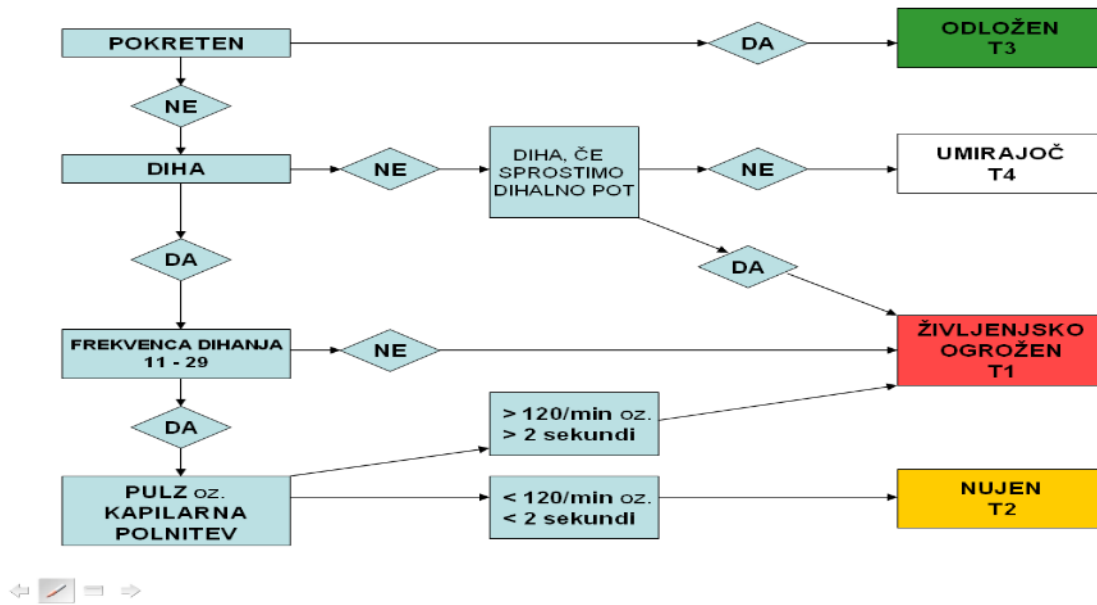 POKRETEN
DA
ODLOŽEN
T3
NE
DIHA
NE
DIHA, ČE
SPROSTIMO
DIHALNO POT
NE
UMIRAJOČ
T4
DA
DA
FREKVENCA DIHANJA
11 - 29
NE
ŽIVLJENJSKO
OGROŽEN
T1
DA
> 120/min oz.
> 2 sekundi
PULZ oz.
KAPILARNA
POLNITEV
< 120/min oz.
< 2 sekundi
NUJEN
T2